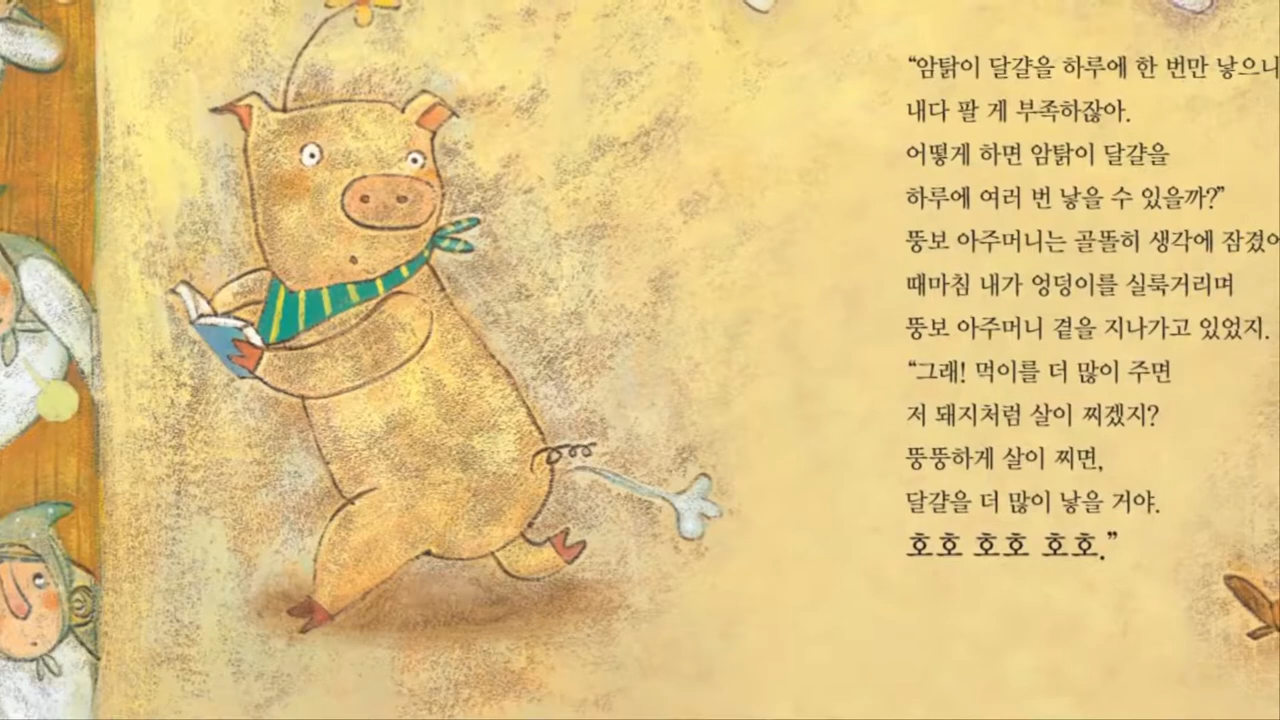 “암탉이 달걀을 하루에 한 번만 낳으니
내다 팔 게 부족하잖아.
어떻게 하면 암탉이 달걀을
하루에 여러 번 낳을 수 있을까?”
뚱보 아주머니는 골똘히 생각에 잠겼어
때마침 내가 엉덩이를 실룩거리며
뚱보 아주머니 곁을 지나가고 있었지.
“그래! 먹이를 더 많이 주면
저 돼지처럼 살이 찌겠지?
뚱뚱하게 살이 찌면,
달걀을 더 많이 낳을 거야.
호호 호호 호호.”